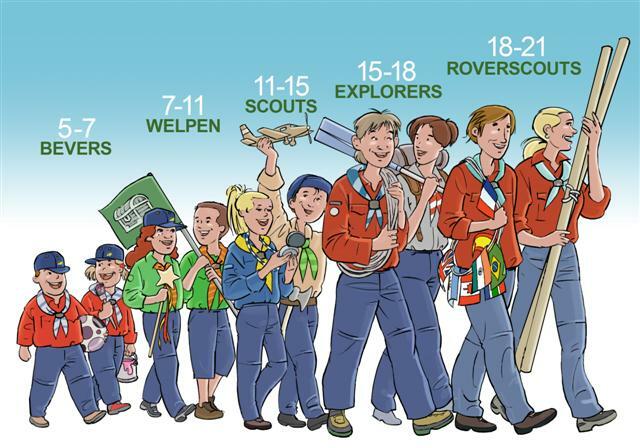 5-7
BEVERS
7-11
WELPEN
11-15
SCOUTS
15-18
EXPLORERS
18-21
ROVERSCOUTS